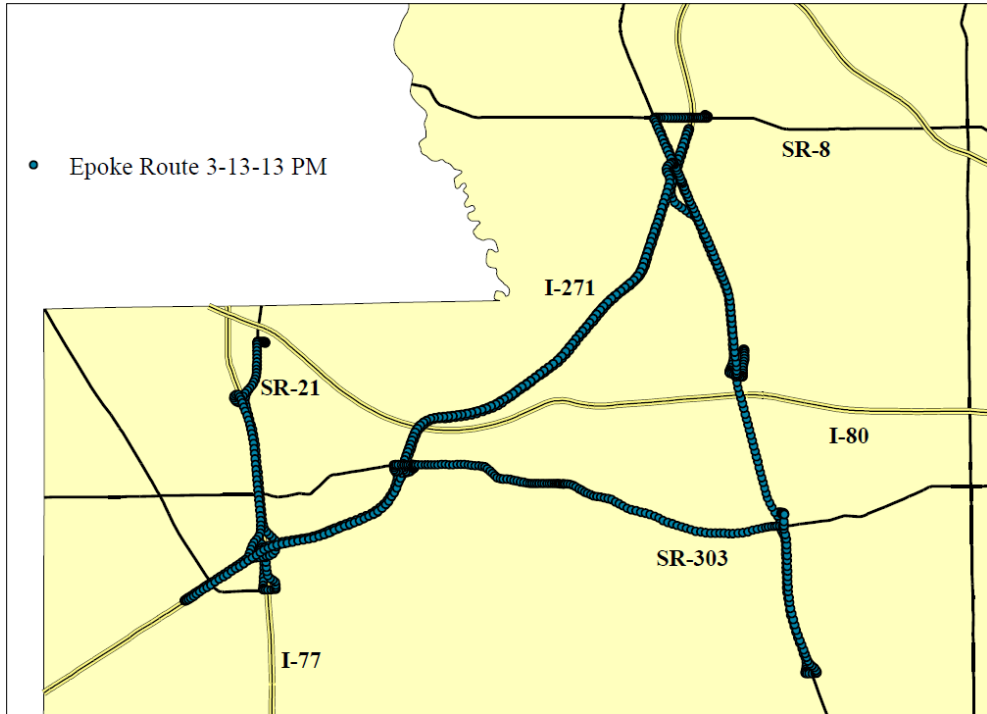 SR-8
Epoke Route 3-13-13 PM
I-271
SR-21
I-80
SR-303
I-77